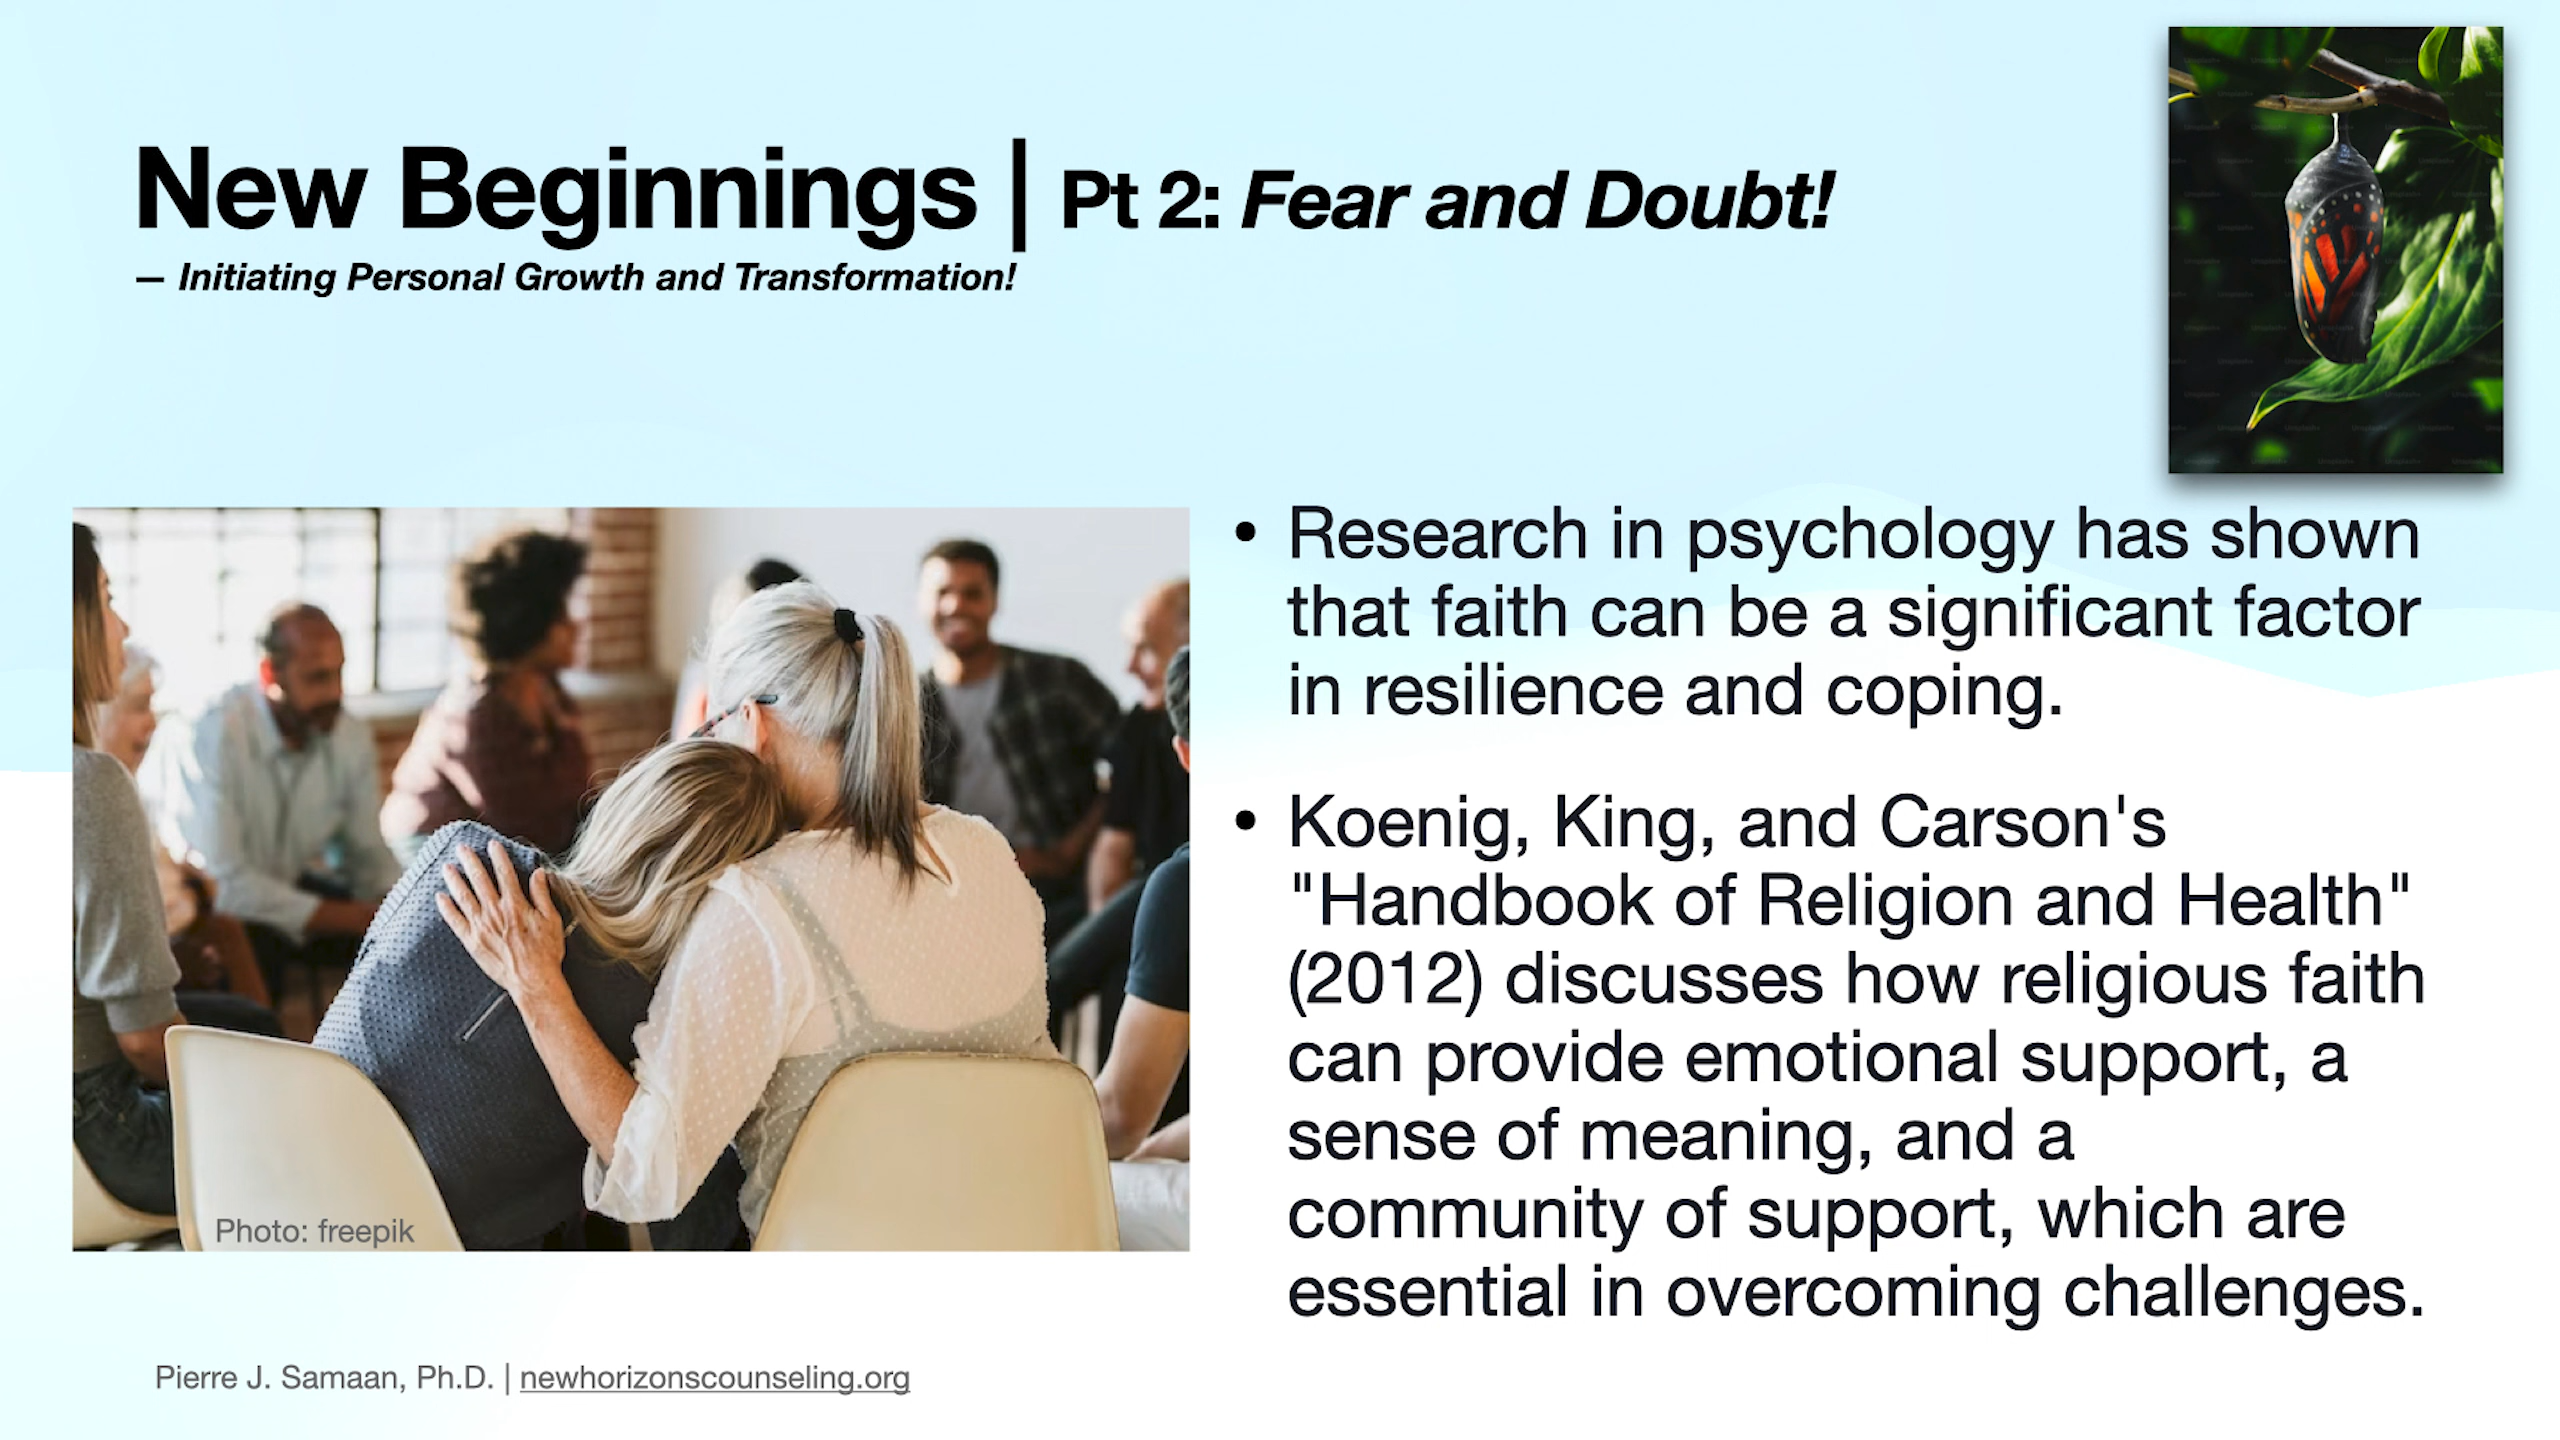 New Beginnings | Pt 2: Fear and Doubt!
– Initiating Personal Growth and Transformation!
• Research in psychology has shown
that faith can be a significant factor
in resilience and coping.
• Koenig, King, and Carson's
"Handbook of Religion and Health"
(2012) discusses how religious faith
can provide emotional support, a
sense of meaning, and a
community of support, which are
essential in overcoming challenges.
Photo: freepik
Pierre J. Samaan, Ph.D. | newhorizonscounseling.org